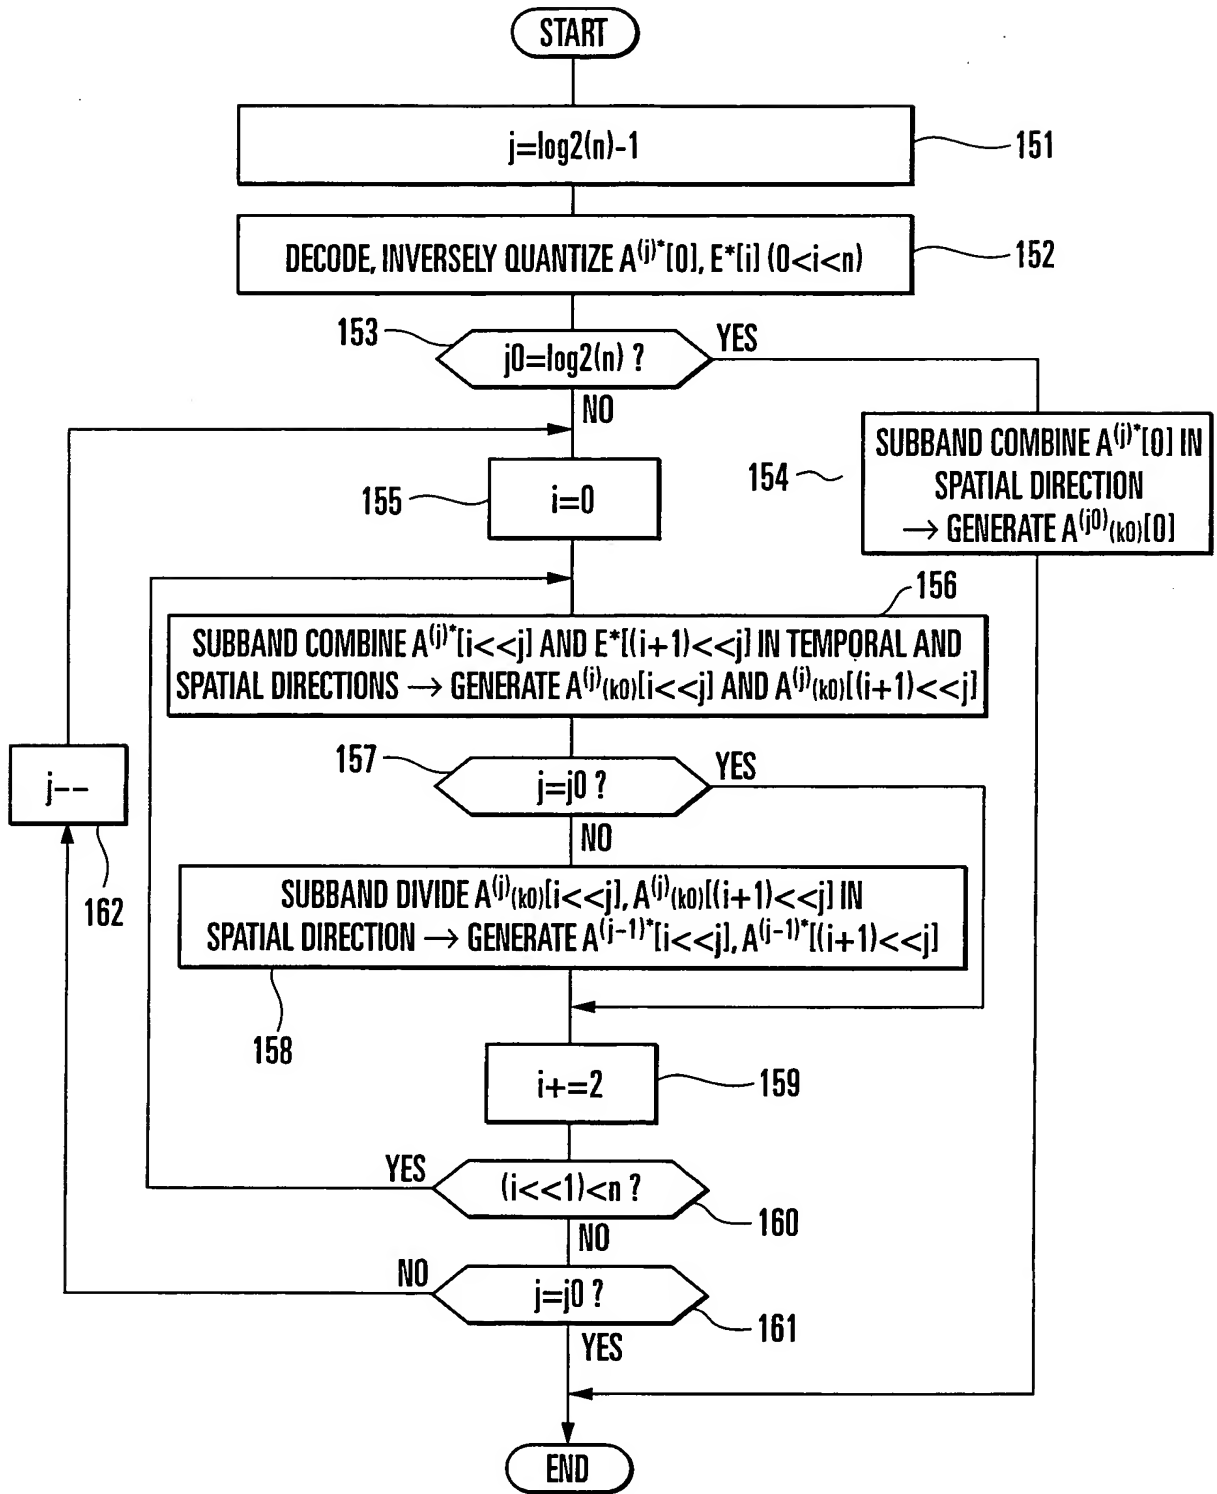 START
j=log2(n)-1
151
DECODE, INVERSELY QUANTIZE A(j)*[0], E*[i] (0<i<n)
152
153
j0=log2(n) ?
YES
NO
SUBBAND COMBINE A(j)*[0] IN
SPATIAL DIRECTION
→ GENERATE A(j0)(k0)[0]
154
155
i=0
156
SUBBAND COMBINE A(j)*[i<<j] AND E*[(i+1)<<j] IN TEMPORAL AND
SPATIAL DIRECTIONS → GENERATE A(j)(k0)[i<<j] AND A(j)(k0)[(i+1)<<j]
157
j=j0 ?
YES
NO
j--
162
SUBBAND DIVIDE A(j)(k0)[i<<j], A(j)(k0)[(i+1)<<j] IN
SPATIAL DIRECTION → GENERATE A(j-1)*[i<<j], A(j-1)*[(i+1)<<j]
158
i+=2
159
YES
(i<<1)<n ?
160
NO
NO
j=j0 ?
161
YES
END